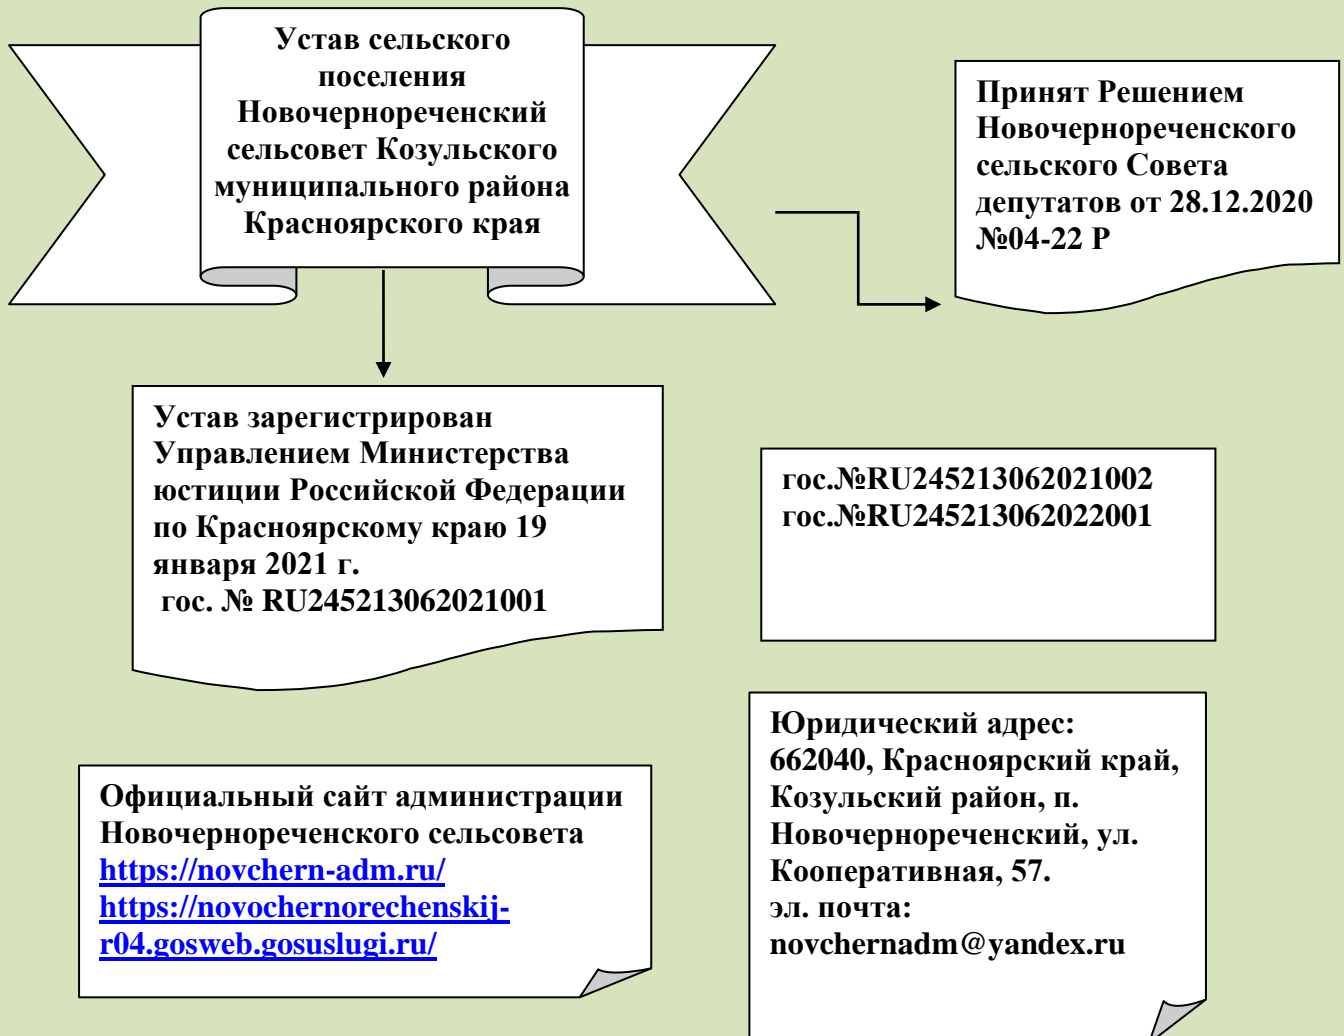 Устав сельского
поселения
Новочернореченский
сельсовет Козульского
муниципального района
Красноярского края
Принят Решением
Новочернореченского
сельского Совета
депутатов от 28.12.2020
№04-22 Р
Устав зарегистрирован
Управлением Министерства
юстиции Российской Федерации
по Красноярскому краю 19
января 2021 г.
гос. № RU245213062021001
гос.№RU245213062021002
гос.№RU245213062022001
Официальный сайт администрации
Новочернореченского сельсовета
https://novchern-adm.ru/
https://novochernorechenskij-
r04.gosweb.gosuslugi.ru/
Юридический адрес:
662040, Красноярский край,
Козульский район, п.
Новочернореченский, ул.
Кооперативная, 57.
эл. почта:
novchernadm@yandex.ru